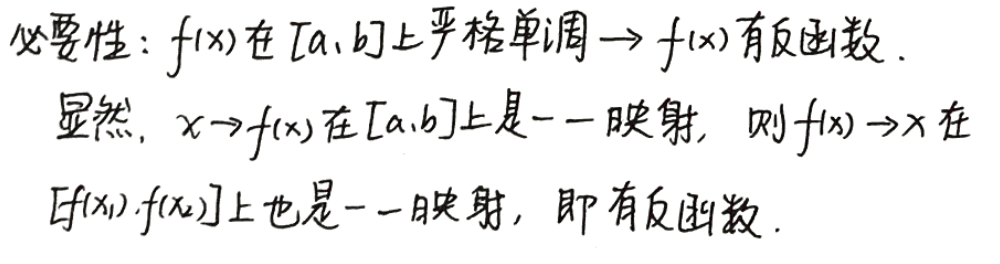 必要性：f(x)在[a,b]上严格单调→f(x)有反函数.
显然，x→f(x)在[a,b]上是一一映射，则f(x)→x在
[f(x₁),f(x₂)]上也是一一映射，即有反函数.